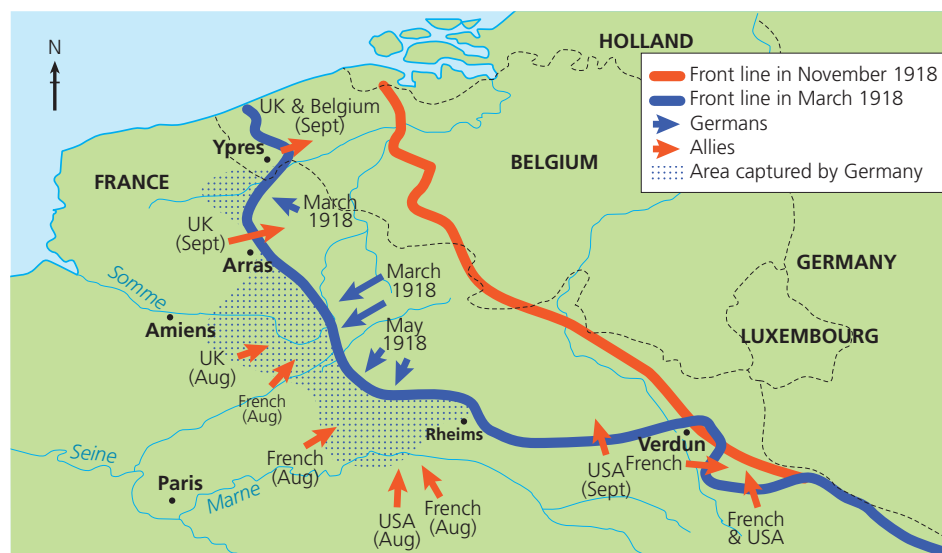 N
HOLLAND
Front line in November 1918
Front line in March 1918
Germans
Allies
Area captured by Germany
UK & Belgium
(Sept)
Ypres
BELGIUM
FRANCE
March
1918
UK
(Sept)
Arras
GERMANY
March
1918
Somme
Amiens
May
1918
LUXEMBOURG
UK
(Aug)
French
(Aug)
Rheims
Verdun
French
(Aug)
USA
(Sept)
French
Seine
Paris
Marne
USA
(Aug)
French
(Aug)
French
& USA